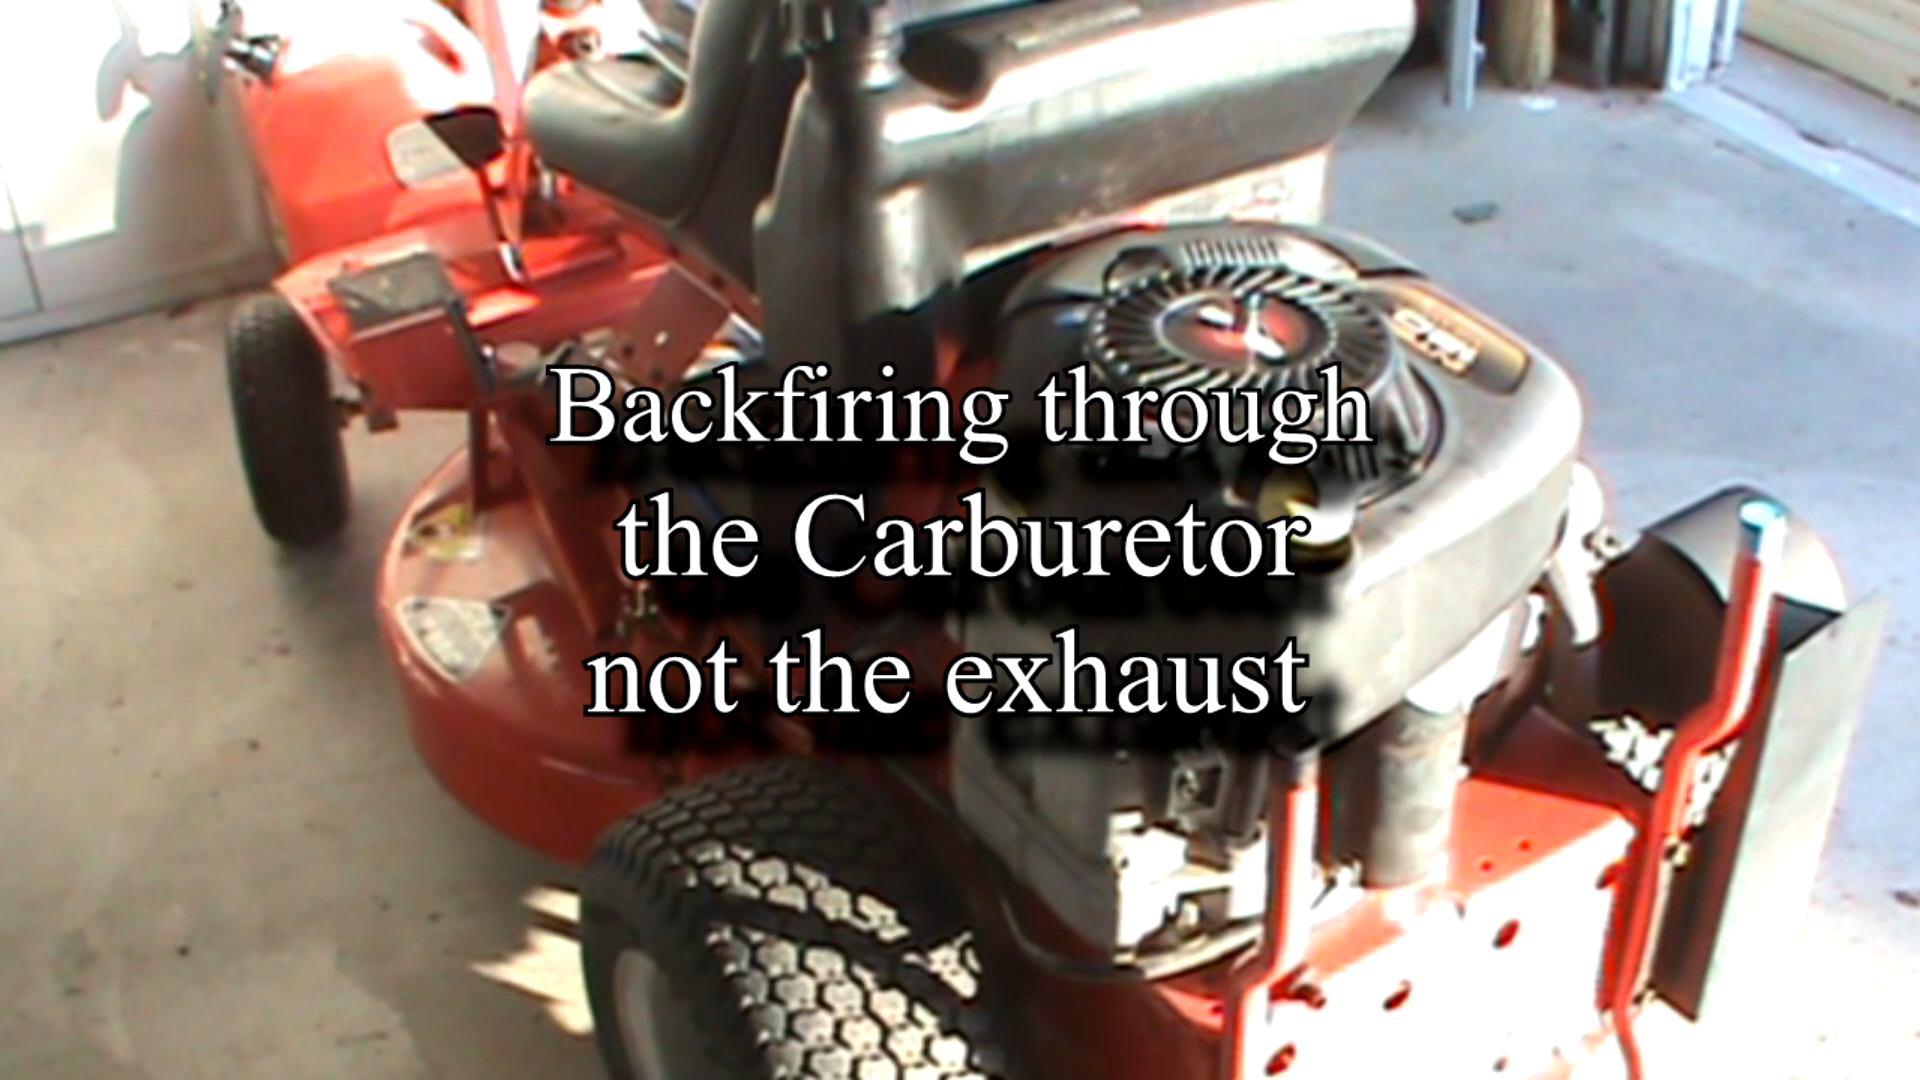 Backfiring through
the Carburetor
not the exhaust